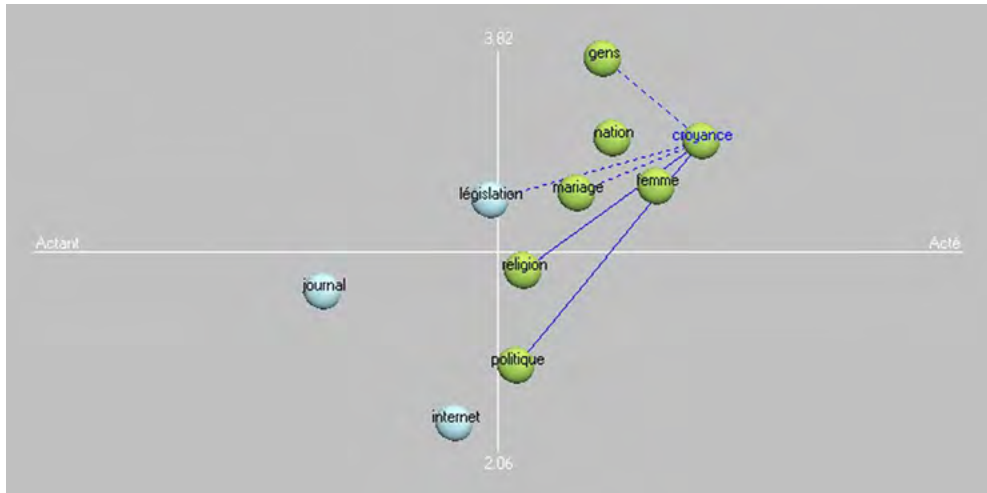 3.82
gens
nation
croyance
législation
mariage
femme
Actant
Acté
religion
journal
politique
internet
2.06